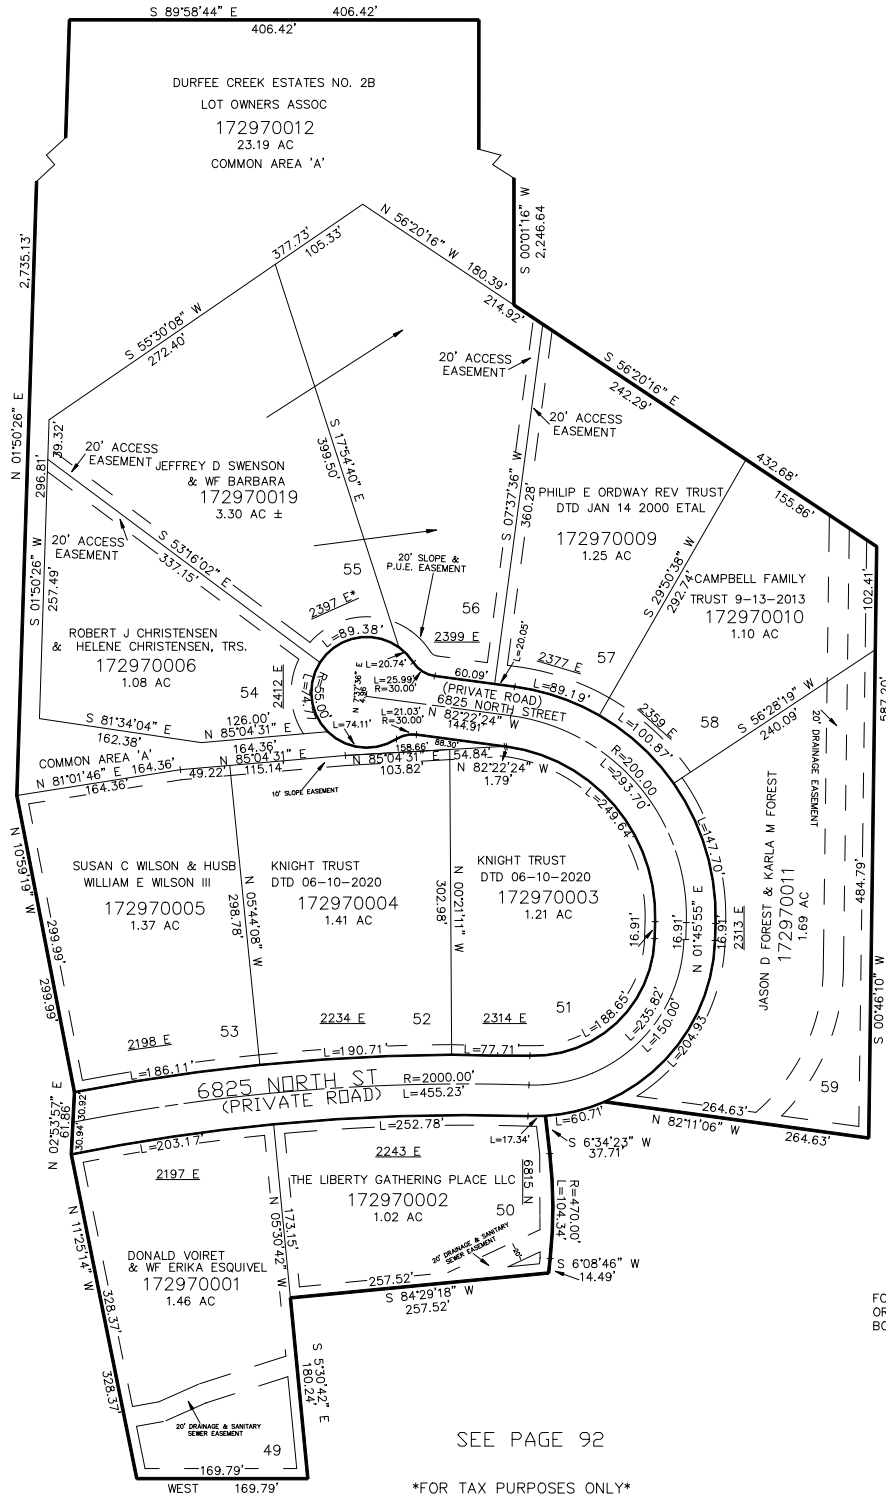 S 89°58'44" E
406.42'
406.42'
DURFEE CREEK ESTATES NO. 2B
LOT OWNERS ASSOC
172970012
23.19 AC
COMMON AREA 'A'
2,735.13'
N 01°50'26" E
S 00°01'16" W
2,246.64
377.73'
105.33'
N 56°20'16" W
180.39'
214.92'
S 55°30'08" W
272.40'
20' ACCESS
EASEMENT
S 56°20'16" E
242.29'
20' ACCESS
EASEMENT
S 17°54'40" E
399.50'
39.32'
296.81'
20' ACCESS
EASEMENT
JEFFREY D SWENSON
& WF BARBARA
172970019
3.30 AC ±
S 07°37'36" W
360.28'
432.68'
155.86'
PHILIP E ORDWAY REV TRUST
DTD JAN 14 2000 ETAL
172970009
1.25 AC
20' ACCESS
EASEMENT
S 53°16'02" E
337.15'
20' SLOPE &
P.U.E. EASEMENT
55
S 29°50'38" W
292.74'
CAMPBELL FAMILY
TRUST 9-13-2013
172970010
1.10 AC
102.41'
S 01°50'26" W
257.49'
2397 E*
56
2399 E
L=20.05'
ROBERT J CHRISTENSEN
& HELENE CHRISTENSEN, TRS.
172970006
1.08 AC
L=89.38'
L=20.74'
L=25.99'
R=30.00'
60.09'
2377 E
57
54
2412 E
R=55.00'
(PRIVATE ROAD)
6825 NORTH STREET
L=89.19'
2359 E
L=100.87'
58
S 56°28'19" W
240.09'
587.20'
S 81°34'04" E
162.38'
126.00'
S 85°04'31" E
164.36'
L=74.11'
L=21.03'
R=30.00'
N 82°22'24" W
144.91'
158.66'
88.30'
COMMON AREA 'A'
N 81°01'46" E
164.36'
164.36'
49.22'
N 85°04'31" E
115.14
N 85°04'31" E
103.82'
54.84'
N 82°22'24" W
1.79'
R=200.00
L=293.70'
20' DRAINAGE EASEMENT
10' SLOPE EASEMENT
L=249.64'
L=147.70'
N 10°59'19" W
299.99'
299.99'
SUSAN C WILSON & HUSB
WILLIAM E WILSON III
172970005
1.37 AC
N 05°44'08" W
298.78'
KNIGHT TRUST
DTD 06-10-2020
172970004
1.41 AC
N 00°21'11" W
302.98'
KNIGHT TRUST
DTD 06-10-2020
172970003
1.21 AC
16.91'
16.91'
N 01°45'55" E
16.91'
2313 E
JASON D FOREST & KARLA M FOREST
172970011
1.69 AC
484.79'
S 00°46'10" W
53
2198 E
2234 E
52
2314 E
51
L=188.65'
L=235.82'
L=150.00'
L=204.93
L=186.11'
L=190.71'
L=77.71'
6825 NORTH ST
(PRIVATE ROAD)
R=2000.00'
L=455.23'
59
N 02°53'57" E
61.86'
30.92'
30.94'
L=203.17'
L=252.78'
L=60.71'
N 82°11'06" W
264.63'
264.63'
L=17.34'
S 6°34'23" W
37.71'
2197 E
2243 E
6815 N
THE LIBERTY GATHERING PLACE LLC
172970002
1.02 AC
50
R=470.00'
L=104.34'
N 11°25'14" W
328.37'
328.37'
N 05°30'42" W
173.15'
20' DRAINAGE & SANITARY
SEWER EASEMENT
20'
DONALD VOIRET
& WF ERIKA ESQUIVEL
172970001
1.46 AC
257.52'
S 84°29'18" W
257.52'
S 6°08'46" W
14.49'
FO
OR
BO
S 5°30'42" E
180.24'
20' DRAINAGE & SANITARY
SEWER EASEMENT
49
169.79'
WEST 169.79'
SEE PAGE 92
*FOR TAX PURPOSES ONLY*